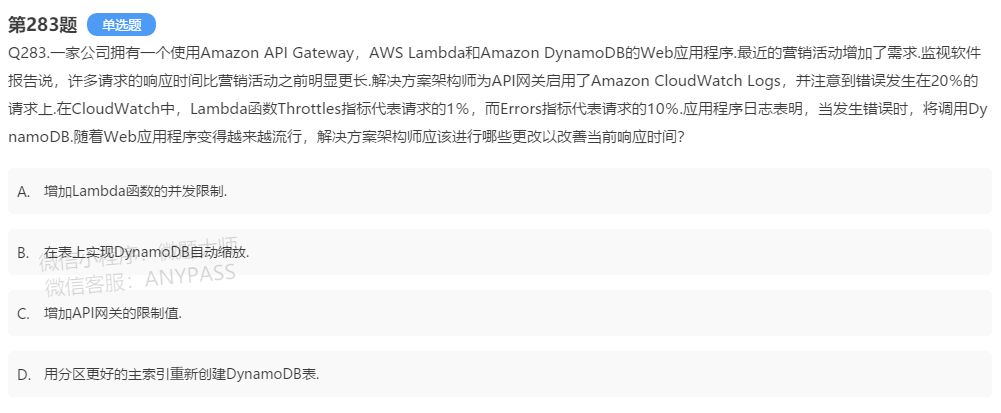 第283题 单选题
Q283.一家公司拥有一个使用Amazon API Gateway，AWS Lambda和Amazon DynamoDB的Web应用程序.最近的营销活动增加了需求.监视软件
报告说，许多请求的响应时间比营销活动之前明显更长.解决方案架构师为API网关启用了Amazon CloudWatch Logs，并注意到错误发生在20%的
请求上.在CloudWatch中，Lambda函数Throttles指标代表请求的1%，而Errors指标代表请求的10%.应用程序日志表明，当发生错误时，将调用Dy
namoDB.随着Web应用程序变得越来越流行，解决方案架构师应该进行哪些更改以改善当前响应时间？
A. 增加Lambda函数的并发限制.
B. 在表上实现DynamoDB自动缩放.
微信小程序：微题大师
微信客服：ANYPASS
C. 增加API网关的限制值.
D. 用分区更好的主索引重新创建DynamoDB表.